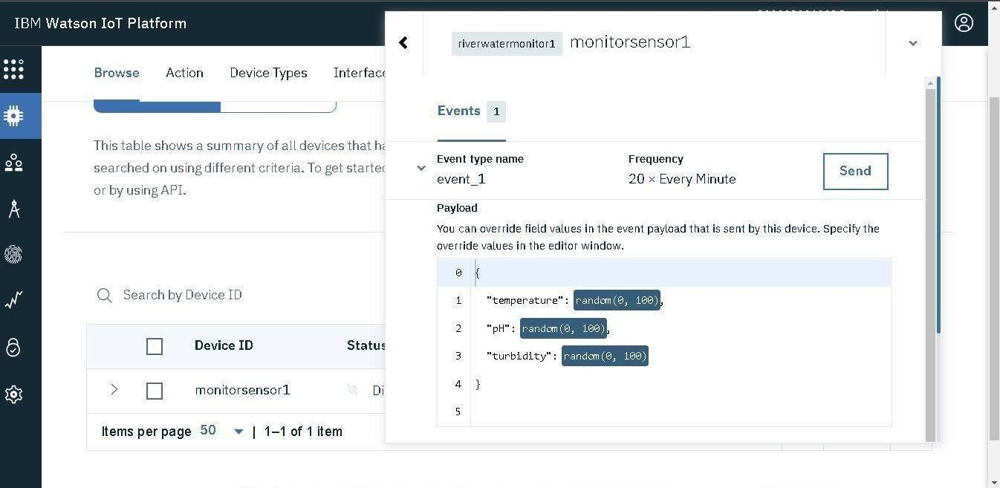 IBM Watson IoT Platform
riverwatermonitor1 monitorsensor1
Browse Action Device Types Interface
Events 1
This table shows a summary of all devices that ha
searched on using different criteria. To get started
or by using API.
Event type name
event_1
Frequency
20 × Every Minute
Send
Payload
You can override field values in the event payload that is sent by this device. Specify the
override values in the editor window.
0 {
1 "temperature": random(0, 100),
2 "pH": random(0, 100),
3 "turbidity": random(0, 100)
4 }
5
Search by Device ID
Device ID Status
monitorsensor1 Di
Items per page 50 | 1–1 of 1 item